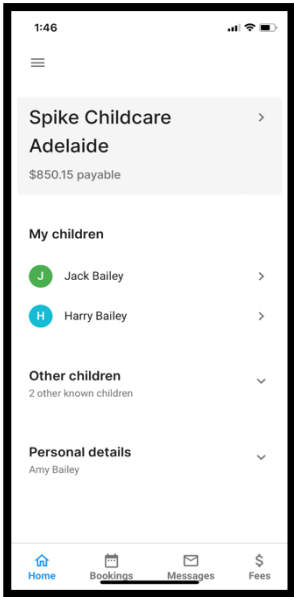 1:46
Spike Childcare
Adelaide
$850.15 payable
My children
J Jack Bailey
H Harry Bailey
Other children
2 other known children
Personal details
Amy Bailey
Home Bookings Messages Fees